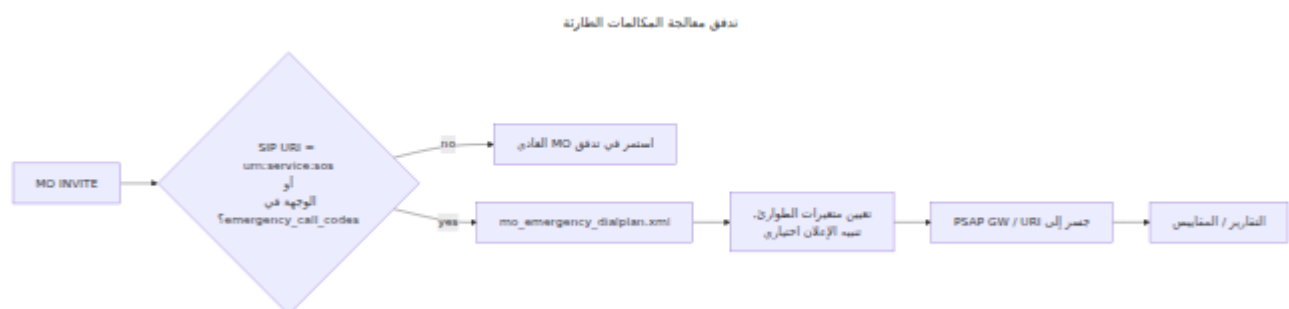 تدفق معالجة المكالمات الطارئة
MO INVITE
SIP URI =
urn:service:sos
أو
الوجهة في
emergency_call_codes؟
no
استمر في تدفق MO العادي
yes
mo_emergency_dialplan.xml
تعيين متغيرات الطوارئ،
تنبيه الإعلان اختياري
جسر إلى PSAP GW / URI
التقارير / المقاييس